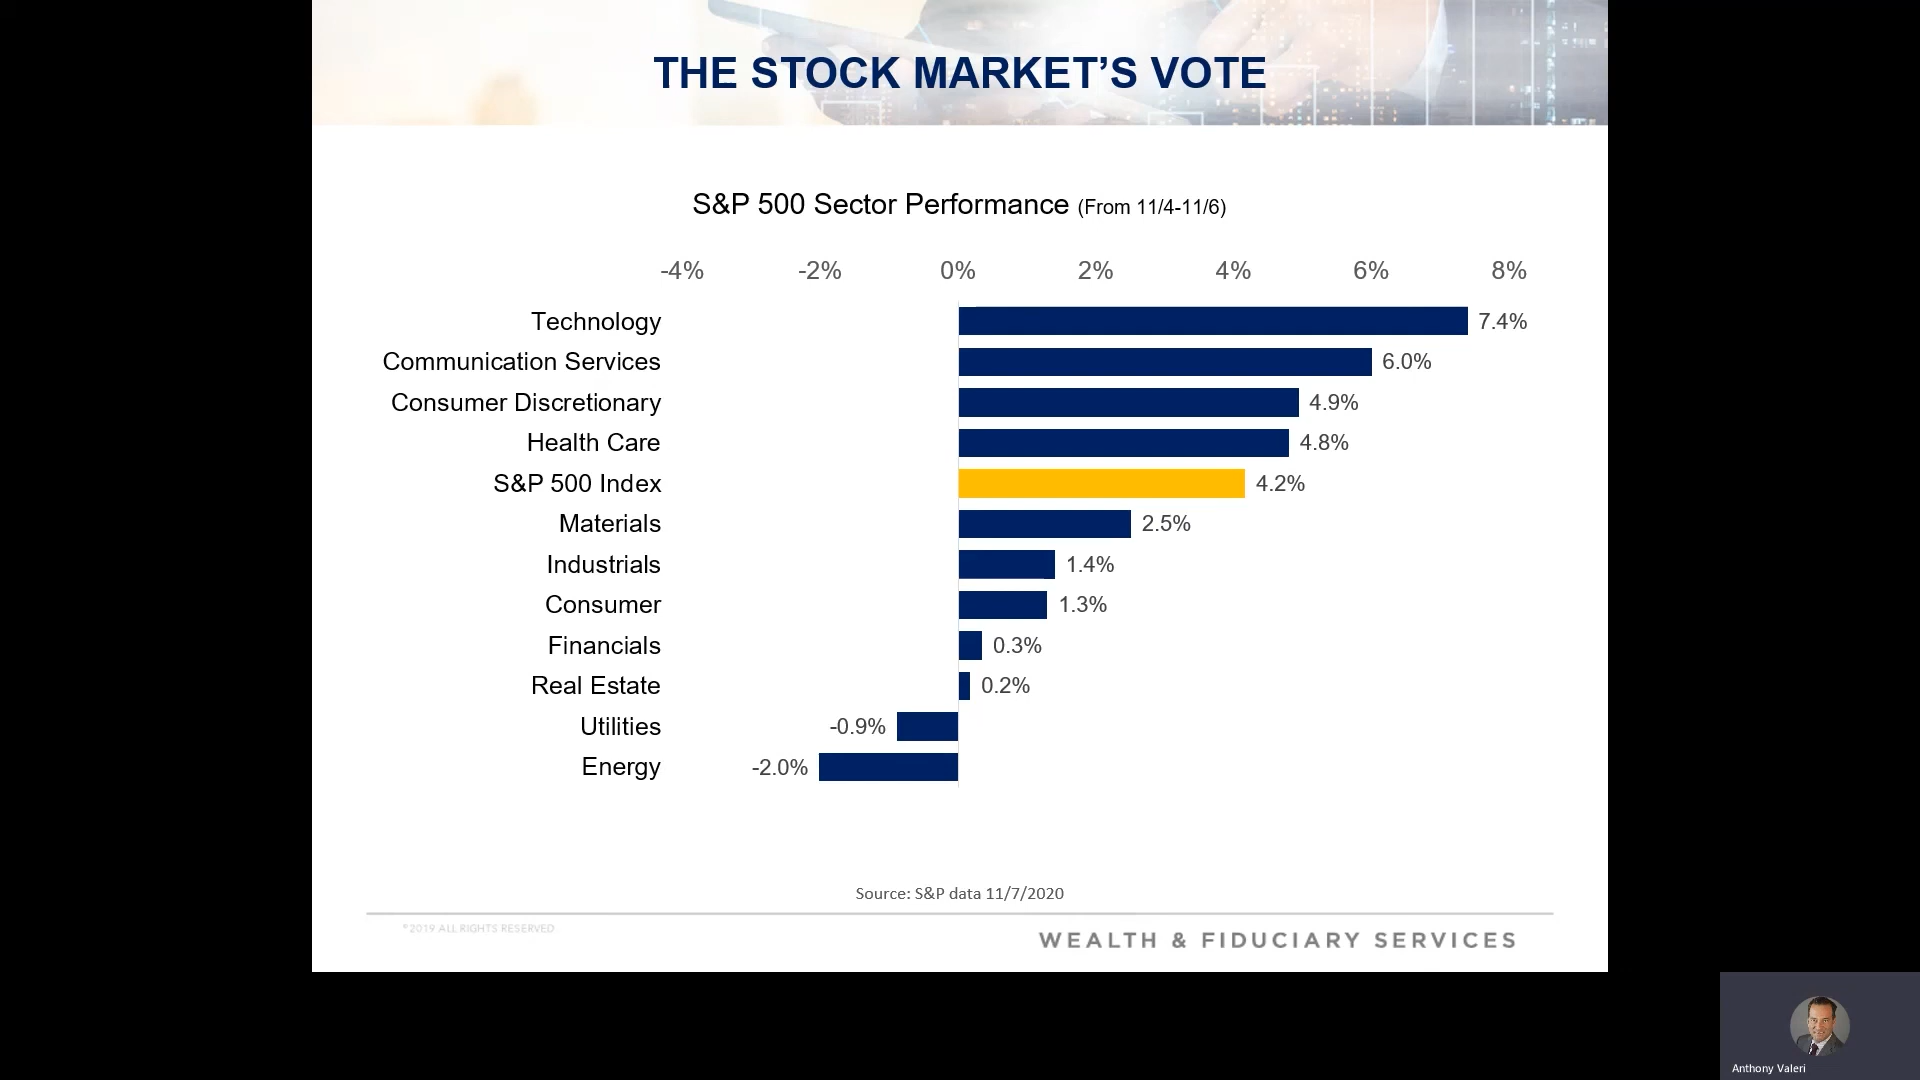 THE STOCK MARKET’S VOTE
S&P 500 Sector Performance (From 11/4-11/6)
-4% -2% 0% 2% 4% 6% 8%
Technology 7.4%
Communication Services 6.0%
Consumer Discretionary 4.9%
Health Care 4.8%
S&P 500 Index 4.2%
Materials 2.5%
Industrials 1.4%
Consumer 1.3%
Financials 0.3%
Real Estate 0.2%
Utilities -0.9%
Energy -2.0%
Source: S&P data 11/7/2020
©2019 ALL RIGHTS RESERVED
WEALTH & FIDUCIARY SERVICES
Anthony Valeri